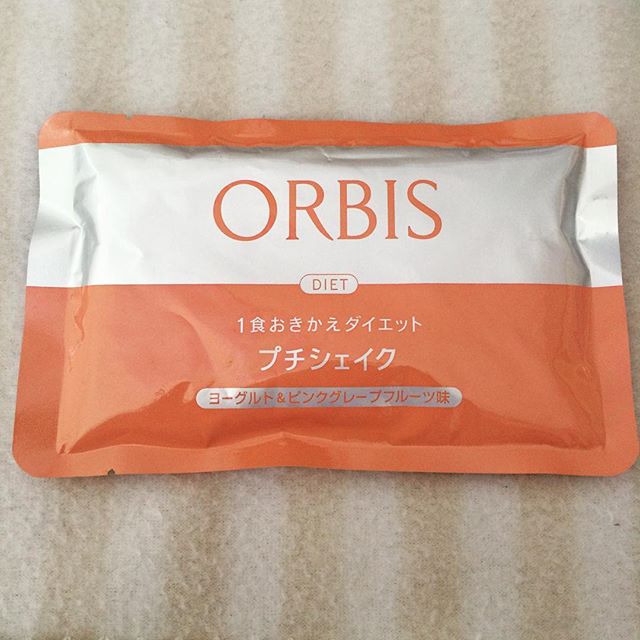 ORBIS
DIET
1食おきかえダイエット
プチシェイク
ヨーグルト&ピンクグレープフルーツ味